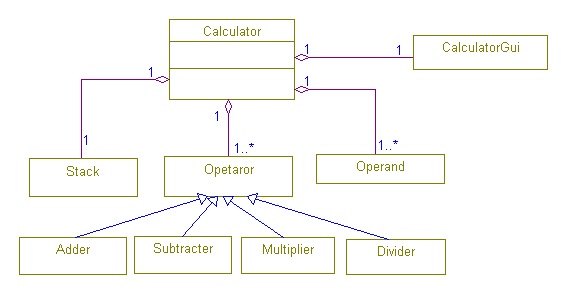 Calculator
1 1 CalculatorGui
1 1
1
1 1..* 1..*
Stack Opetaror Operand
Adder Subtracter Multiplier Divider